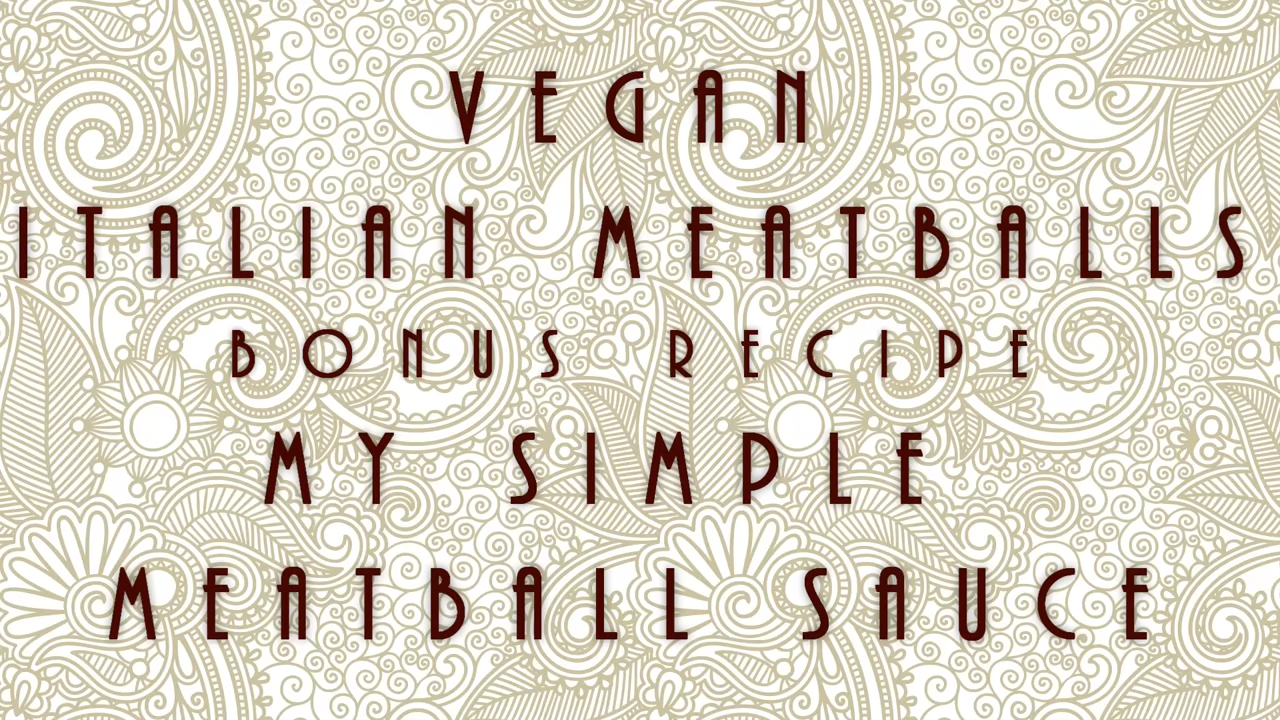 VEGAN
ITALIAN MEATBALLS
BONUS RECIPE
MY SIMPLE
MEATBALL SAUCE